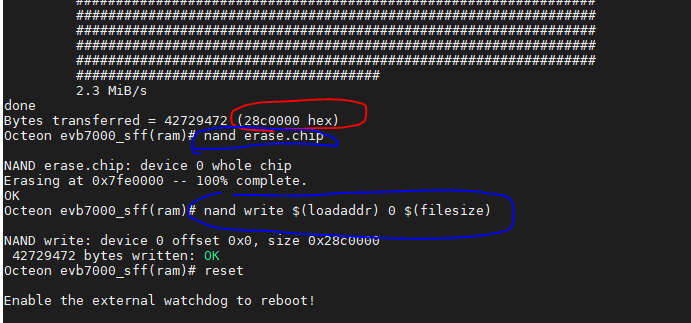 #################################################################
#################################################################
#################################################################
#################################################################
#################################################################
######################################
2.3 MiB/s
done
Bytes transferred = 42729472 (28c0000 hex)
Octeon evb7000_sff(ram)# nand erase.chip
NAND erase.chip: device 0 whole chip
Erasing at 0x7fe0000 -- 100% complete.
OK
Octeon evb7000_sff(ram)# nand write $(loadaddr) 0 $(filesize)
NAND write: device 0 offset 0x0, size 0x28c0000
42729472 bytes written: OK
Octeon evb7000_sff(ram)# reset
Enable the external watchdog to reboot!